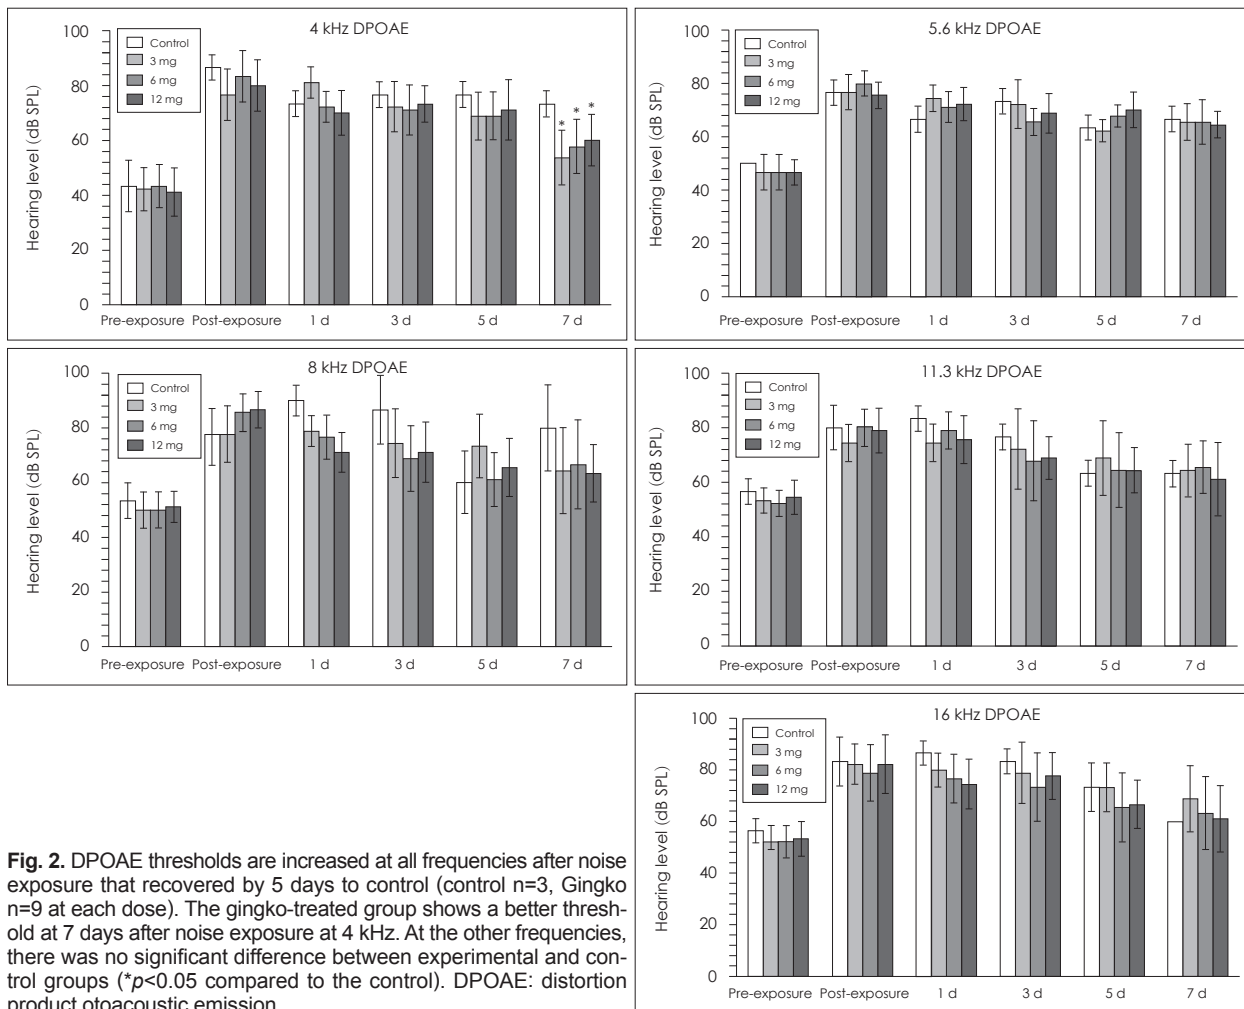 4 kHz DPOAE
Control
3 mg
6 mg
12 mg
Hearing level (dB SPL)
100
80
60
40
20
0
* * *
Pre-exposure Post-exposure 1 d 3 d 5 d 7 d
5.6 kHz DPOAE
Control
3 mg
6 mg
12 mg
Hearing level (dB SPL)
100
80
60
40
20
0
Pre-exposure Post-exposure 1 d 3 d 5 d 7 d
8 kHz DPOAE
Control
3 mg
6 mg
12 mg
Hearing level (dB SPL)
100
80
60
40
20
0
Pre-exposure Post-exposure 1 d 3 d 5 d 7 d
11.3 kHz DPOAE
Control
3 mg
6 mg
12 mg
Hearing level (dB SPL)
100
80
60
40
20
0
Pre-exposure Post-exposure 1 d 3 d 5 d 7 d
16 kHz DPOAE
Control
3 mg
6 mg
12 mg
Hearing level (dB SPL)
100
80
60
40
20
0
Pre-exposure Post-exposure 1 d 3 d 5 d 7 d
Fig. 2. DPOAE thresholds are increased at all frequencies after noise
exposure that recovered by 5 days to control (control n=3, Gingko
n=9 at each dose). The gingko-treated group shows a better thresh-
old at 7 days after noise exposure at 4 kHz. At the other frequencies,
there was no significant difference between experimental and con-
trol groups (*p<0.05 compared to the control). DPOAE: distortion
product otoacoustic emission